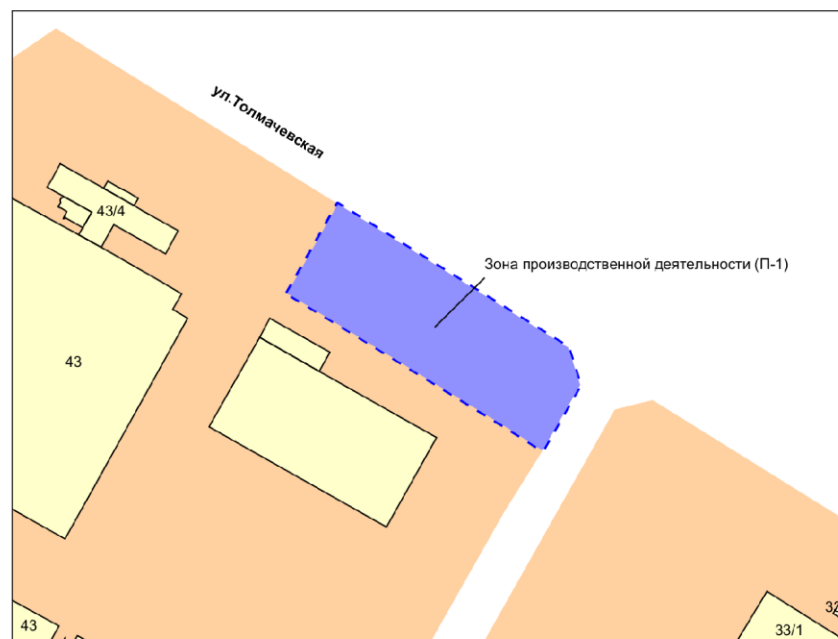 ул.Толмачевская
43/4
Зона производственной деятельности (П-1)
43
43
33/1